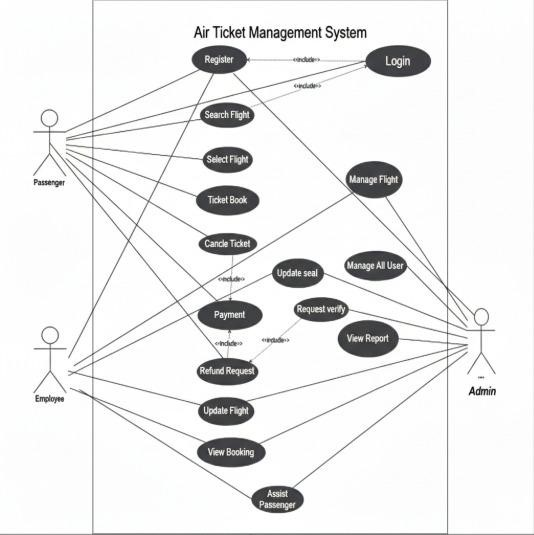 Air Ticket Management System
Register
<<include>>
Login
<<include>>
Search Flight
Passenger
Select Flight
Manage Flight
Ticket Book
Cancle Ticket
Update seal
Manage All User
<<include>>
Payment
Request verify
<<include>>
<<include>>
View Report
Refund Request
Employee
...
Admin
Update Flight
View Booking
Assist
Passenger